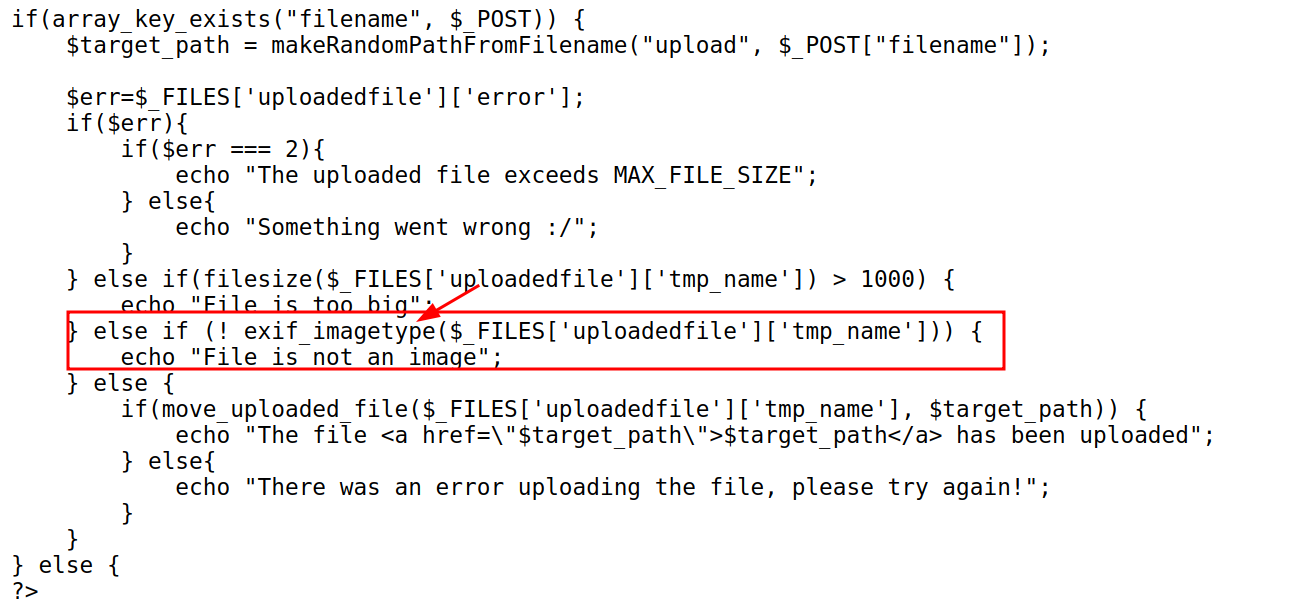 if(array_key_exists("filename", $_POST)) {
    $target_path = makeRandomPathFromFilename("upload", $_POST["filename"]);

    $err=$_FILES['uploadedfile']['error'];
    if($err){
        if($err === 2){
            echo "The uploaded file exceeds MAX_FILE_SIZE";
        } else{
            echo "Something went wrong :/";
        }
    } else if(filesize($_FILES['uploadedfile']['tmp_name']) > 1000) {
        echo "File is too big";
    } else if (! exif_imagetype($_FILES['uploadedfile']['tmp_name'])) {
        echo "File is not an image";
    } else {
        if(move_uploaded_file($_FILES['uploadedfile']['tmp_name'], $target_path)) {
            echo "The file <a href=\"$target_path\">$target_path</a> has been uploaded";
        } else{
            echo "There was an error uploading the file, please try again!";
        }
    }
} else {
?>